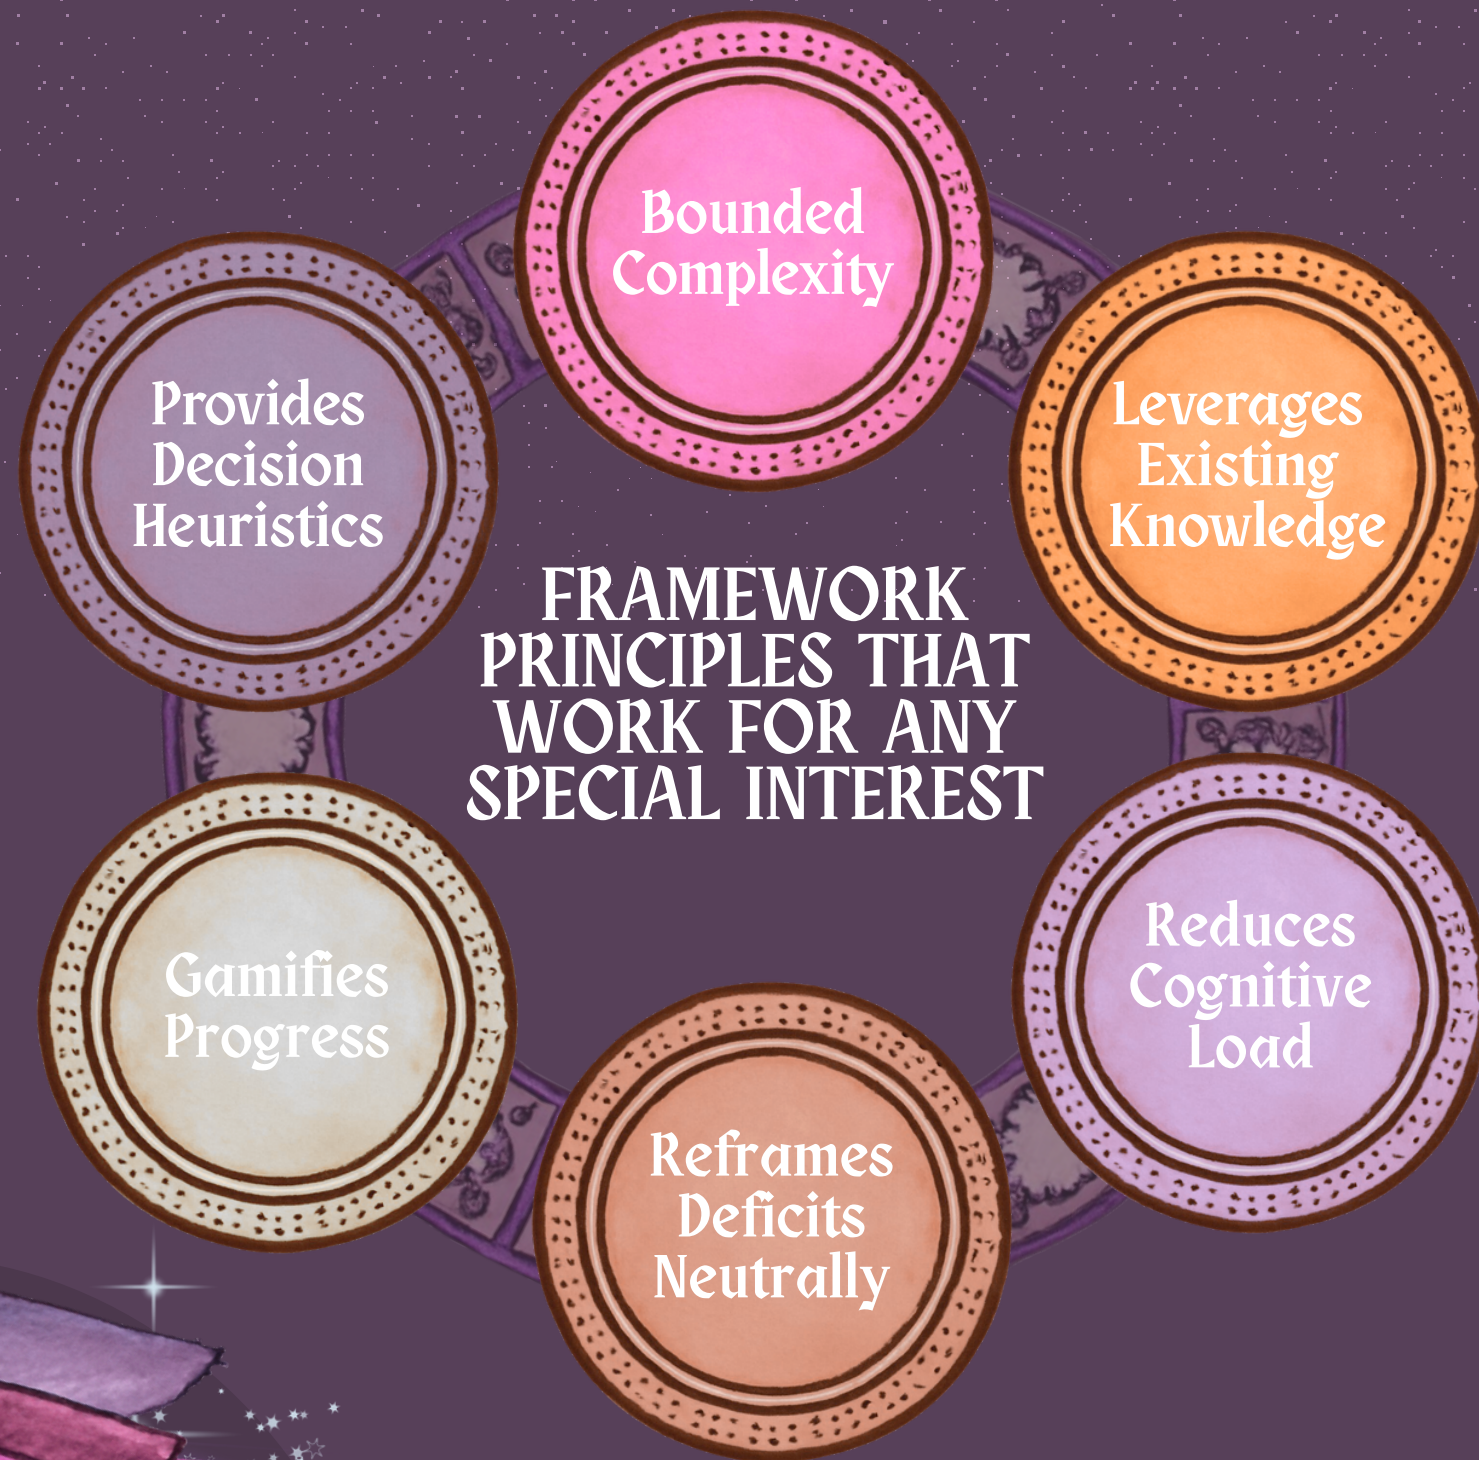 Bounded
Complexity
Leverages
Existing
Knowledge
Reduces
Cognitive
Load
Reframes
Deficits
Neutrally
Gamifies
Progress
Provides
Decision
Heuristics
FRAMEWORK
PRINCIPLES THAT
WORK FOR ANY
SPECIAL INTEREST